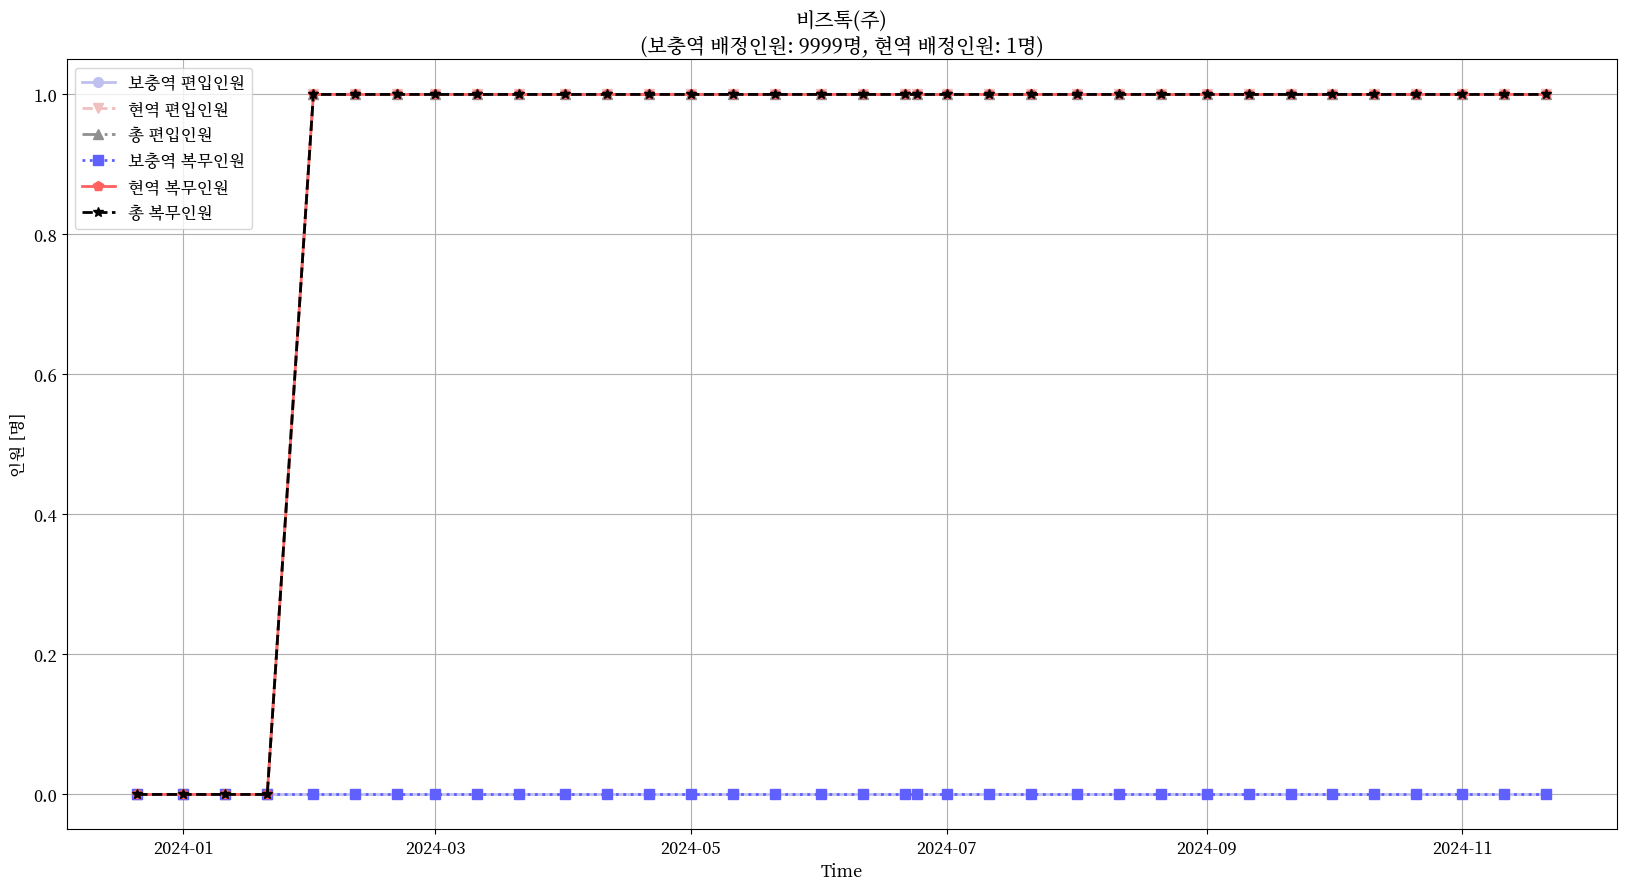 비즈톡(주)
(보충역 배정인원: 9999명, 현역 배정인원: 1명)
보충역 편입인원
현역 편입인원
총 편입인원
보충역 복무인원
현역 복무인원
총 복무인원
1.0
0.8
0.6
0.4
0.2
0.0
인원 [명]
2024-01
2024-03
2024-05
2024-07
2024-09
2024-11
Time